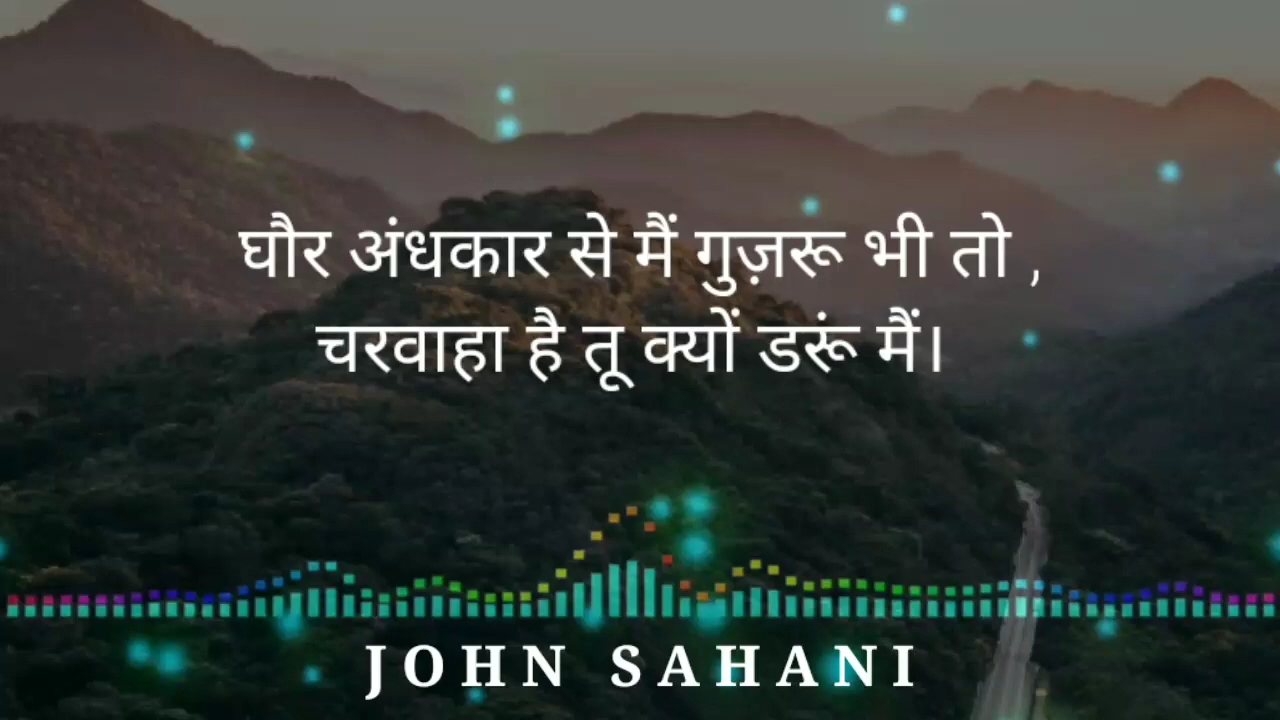 घौर अंधकार से मैं गुज़रू भी तो ,
चरवाहा है तू क्यों डरूं मैं।
JOHN SAHANI